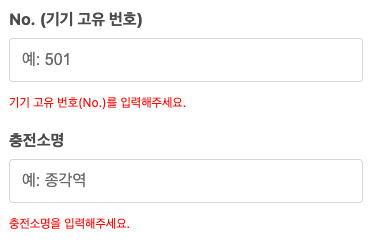 No. (기기 고유 번호)
예: 501
기기 고유 번호(No.)를 입력해주세요.
충전소명
예: 종각역
충전소명을 입력해주세요.